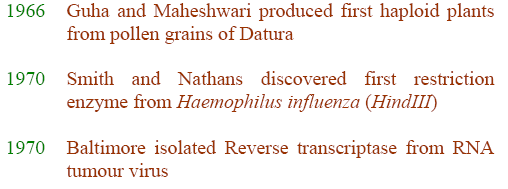 1966 Guha and Maheshwari produced first haploid plants
from pollen grains of Datura
1970 Smith and Nathans discovered first restriction
enzyme from Haemophilus influenza (HindIII)
1970 Baltimore isolated Reverse transcriptase from RNA
tumour virus